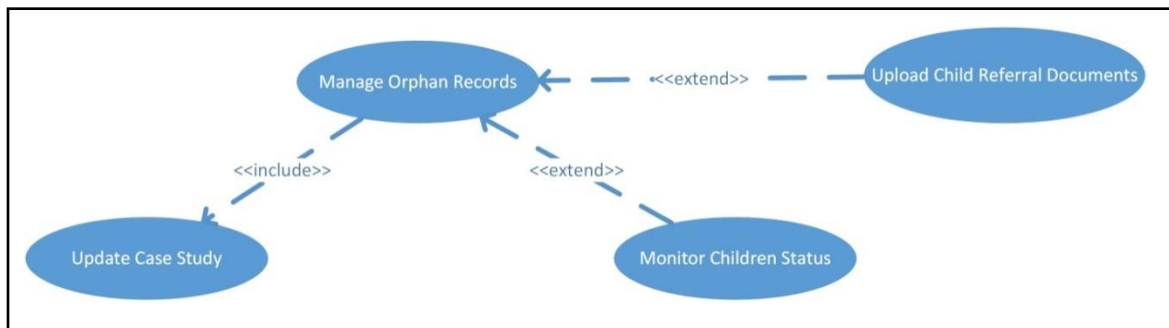 Manage Orphan Records
<<extend>>
Upload Child Referral Documents
<<include>>
<<extend>>
Update Case Study
Monitor Children Status